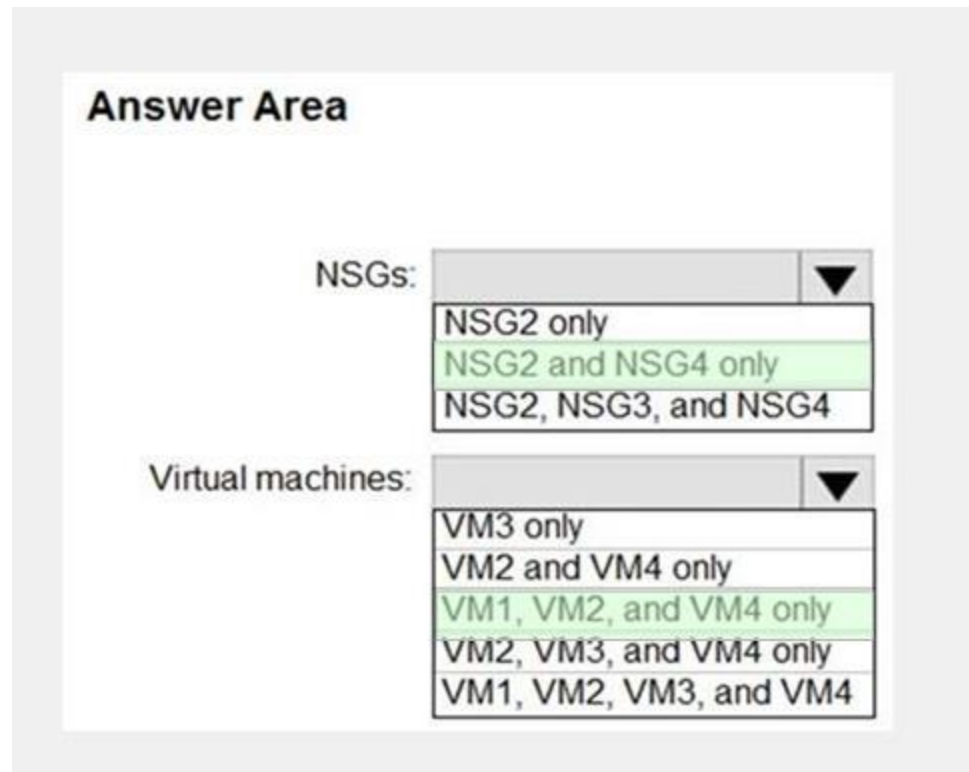 Answer Area
NSGs:
NSG2 only
NSG2 and NSG4 only
NSG2, NSG3, and NSG4
Virtual machines:
VM3 only
VM2 and VM4 only
VM1, VM2, and VM4 only
VM2, VM3, and VM4 only
VM1, VM2, VM3, and VM4